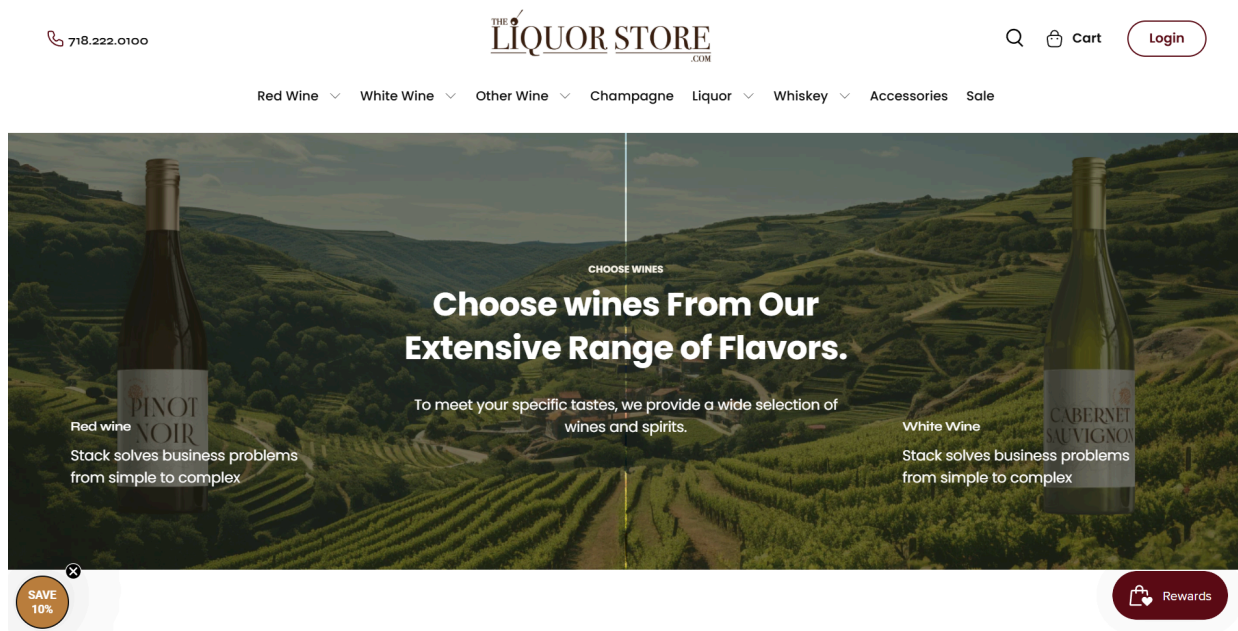 718.222.0100
THE
LIQUOR STORE
.COM
Cart
Login
Red Wine
White Wine
Other Wine
Champagne
Liquor
Whiskey
Accessories
Sale
CHOOSE WINES
Choose wines From Our
Extensive Range of Flavors.
To meet your specific tastes, we provide a wide selection of
wines and spirits.
PINOT
NOIR
Red wine
Stack solves business problems
from simple to complex
CABERNET
SAUVIGNON
White Wine
Stack solves business problems
from simple to complex
SAVE
10%
Rewards